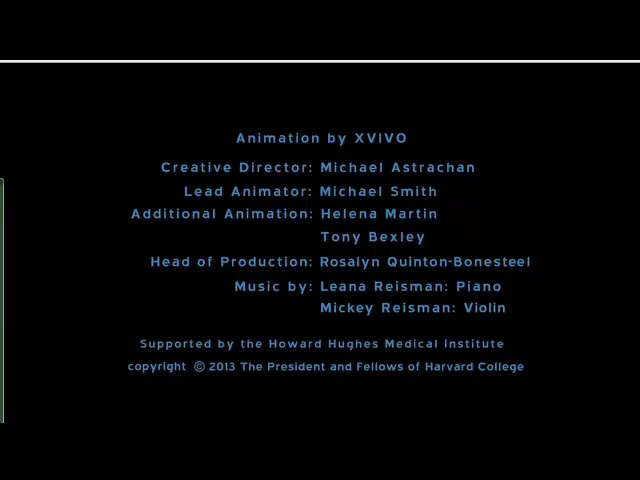 Animation by XVIVO
Creative Director: Michael Astrachan
Lead Animator: Michael Smith
Additional Animation: Helena Martin
Tony Bexley
Head of Production: Rosalyn Quinton-Bonesteel
Music by: Leana Reisman: Piano
Mickey Reisman: Violin
Supported by the Howard Hughes Medical Institute
copyright © 2013 The President and Fellows of Harvard College